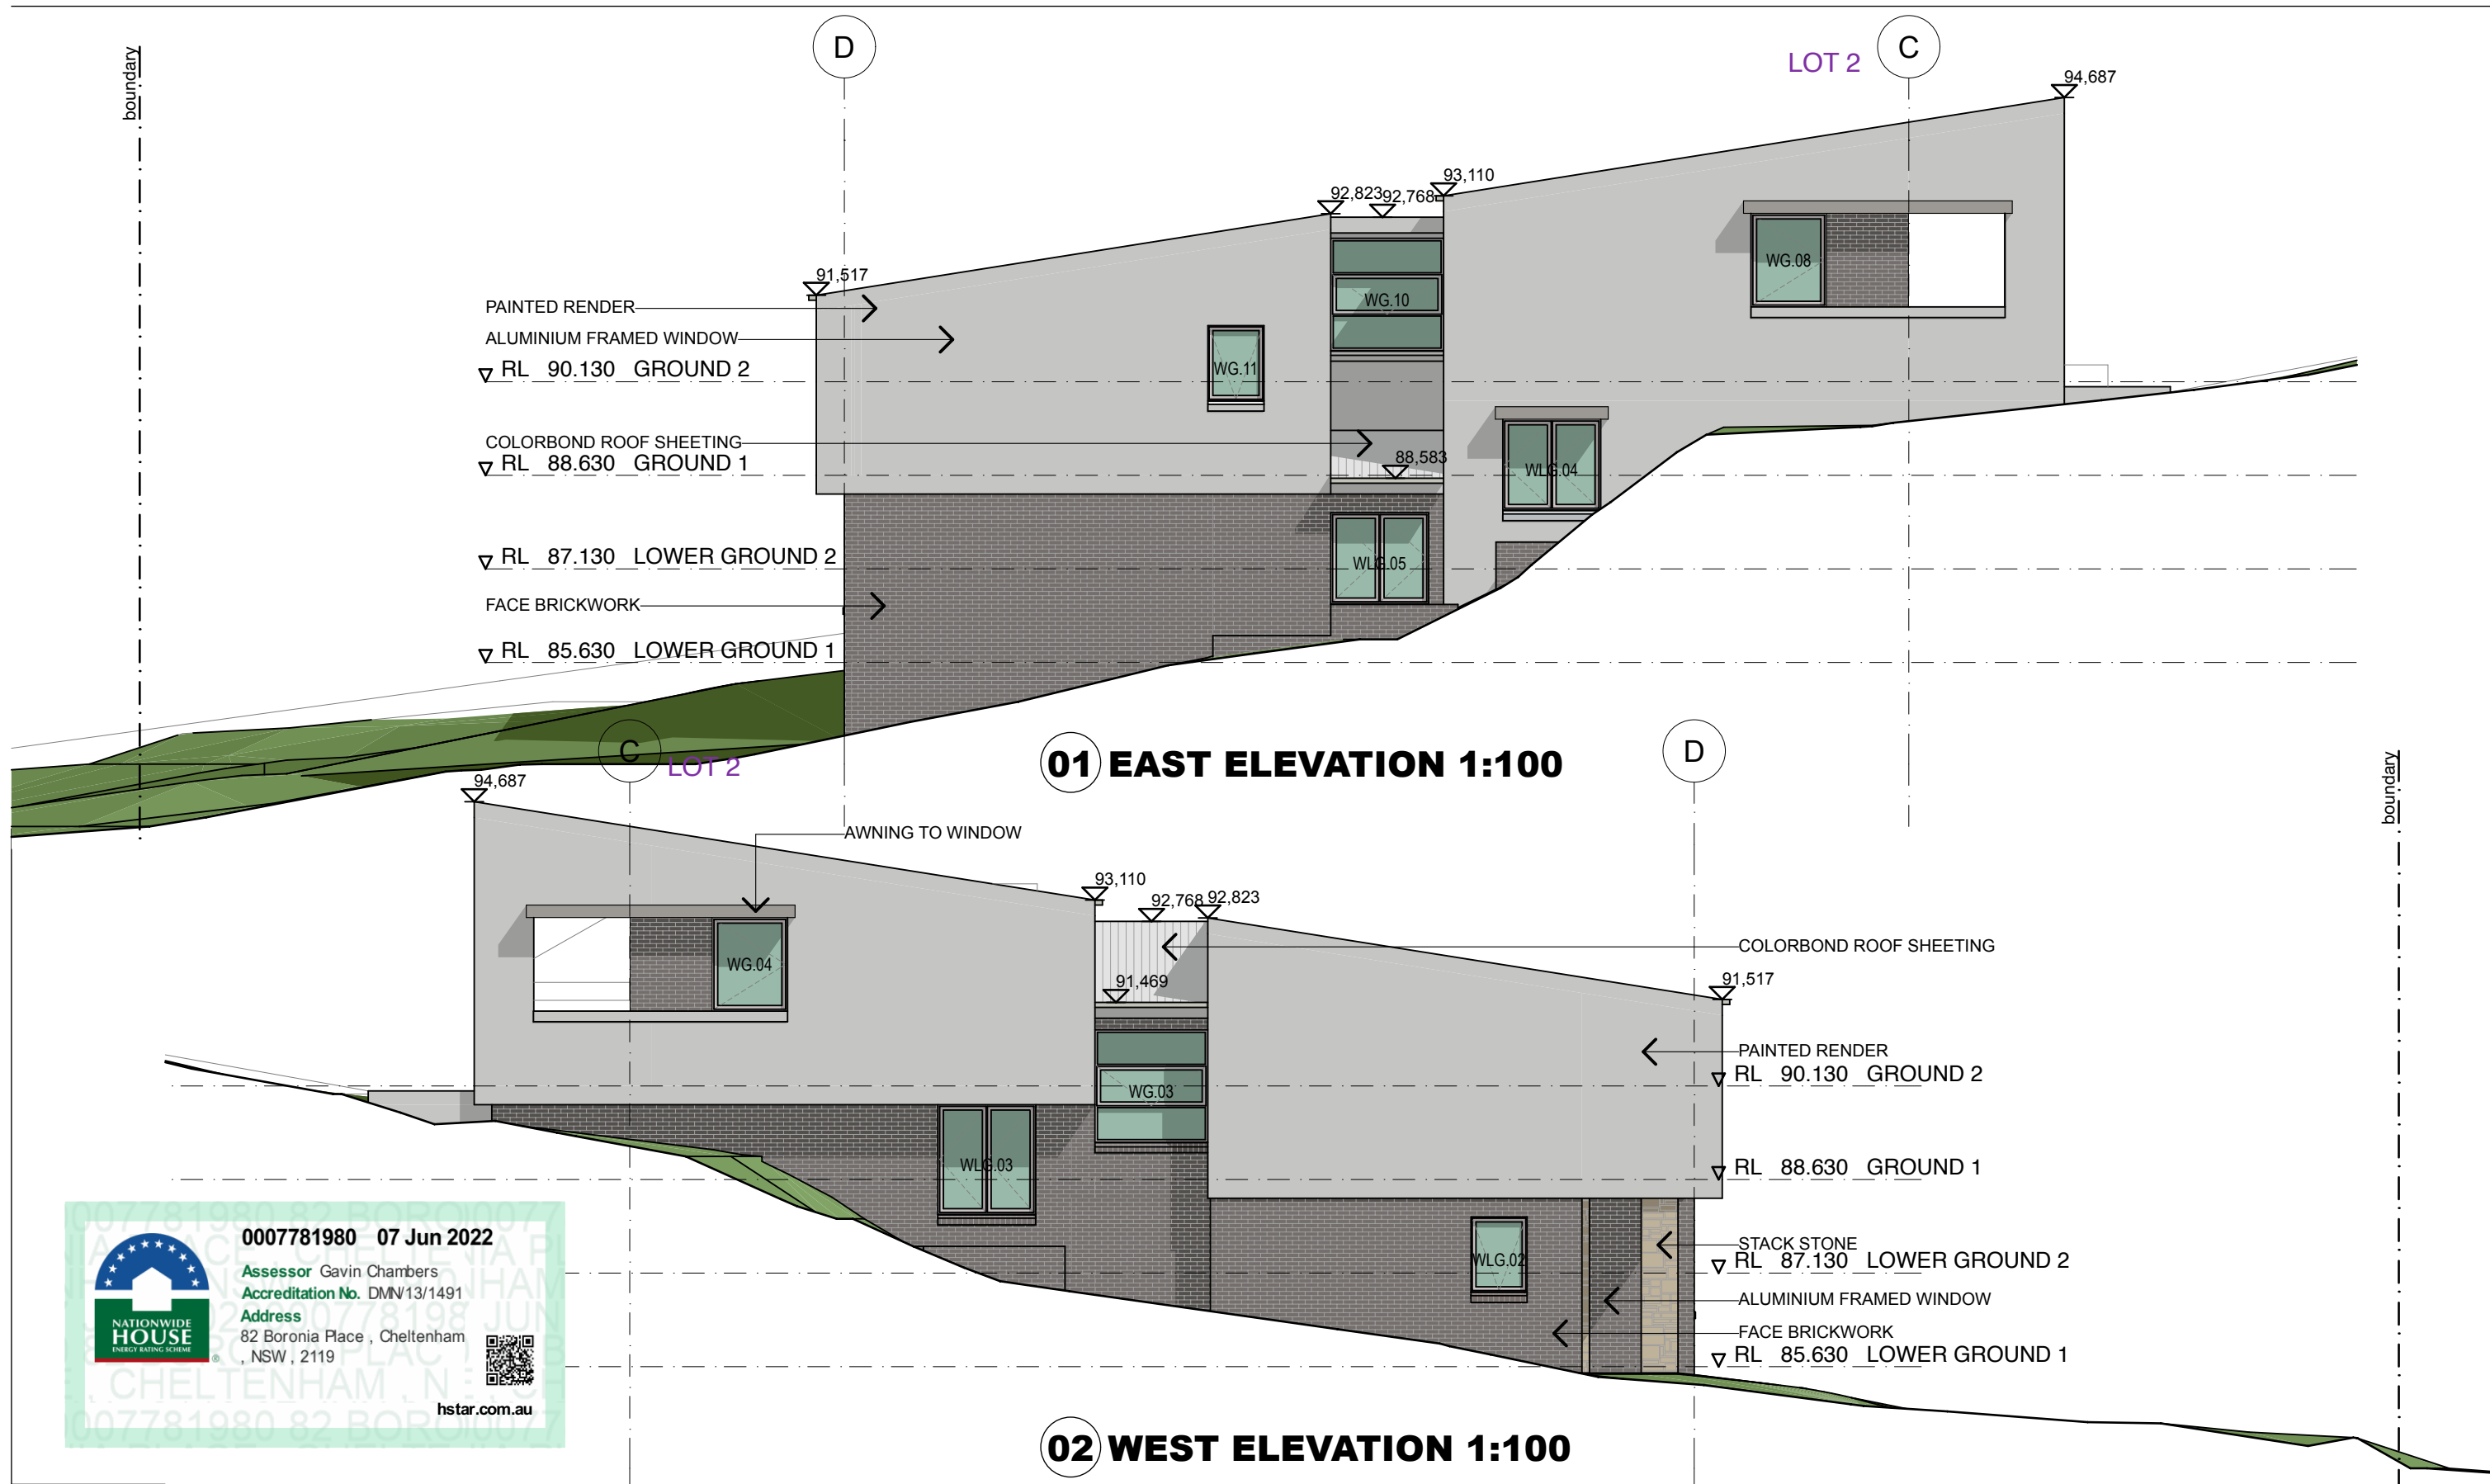 boundary
D
LOT 2
C
94,687
93,110
92,823
92,768
91,517
PAINTED RENDER
WG.08
WG.10
ALUMINIUM FRAMED WINDOW
WG.11
RL 90.130 GROUND 2
COLORBOND ROOF SHEETING
88,583
RL 88.630 GROUND 1
WLG.04
RL 87.130 LOWER GROUND 2
WLG.05
FACE BRICKWORK
RL 85.630 LOWER GROUND 1
01 EAST ELEVATION 1:100
C
LOT 2
D
boundary
94,687
AWNING TO WINDOW
93,110
92,768
92,823
COLORBOND ROOF SHEETING
WG.04
91,469
91,517
PAINTED RENDER
RL 90.130 GROUND 2
WG.03
WLG.03
RL 88.630 GROUND 1
STACK STONE
WLG.02
RL 87.130 LOWER GROUND 2
ALUMINIUM FRAMED WINDOW
FACE BRICKWORK
RL 85.630 LOWER GROUND 1
0007781980 07 Jun 2022
Assessor Gavin Chambers
Accreditation No. DMN/13/1491
Address
82 Boronia Place , Cheltenham
, NSW , 2119
NATIONWIDE
HOUSE
ENERGY RATING SCHEME
®
hstar.com.au
02 WEST ELEVATION 1:100